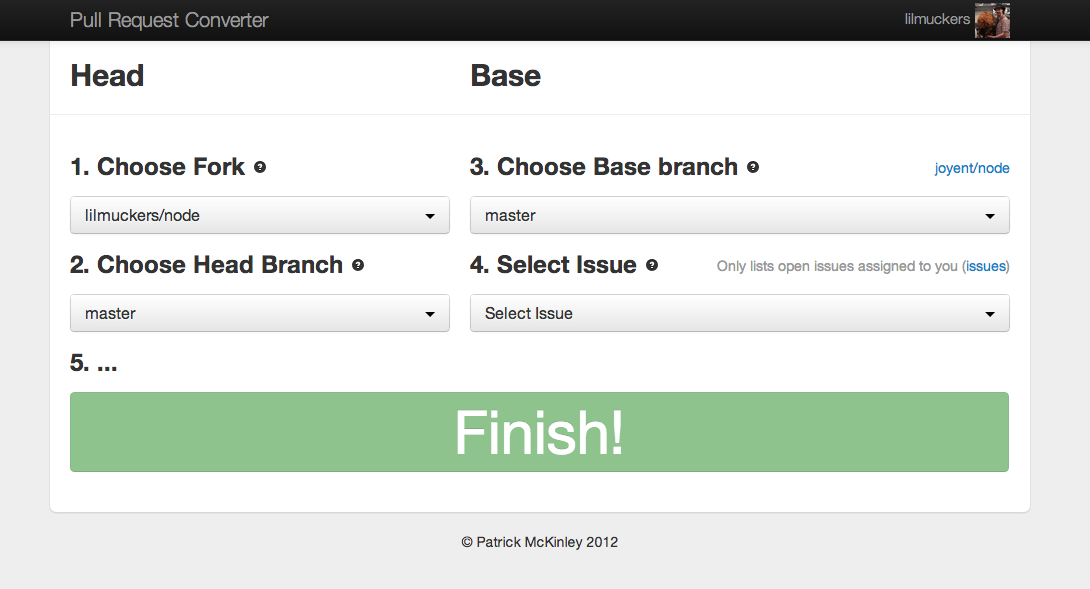 Pull Request Converter
lilmuckers
Head
Base
1. Choose Fork ?
3. Choose Base branch ?
joyent/node
lilmuckers/node
master
2. Choose Head Branch ?
4. Select Issue ?
Only lists open issues assigned to you (issues)
master
Select Issue
5. ...
Finish!
© Patrick McKinley 2012